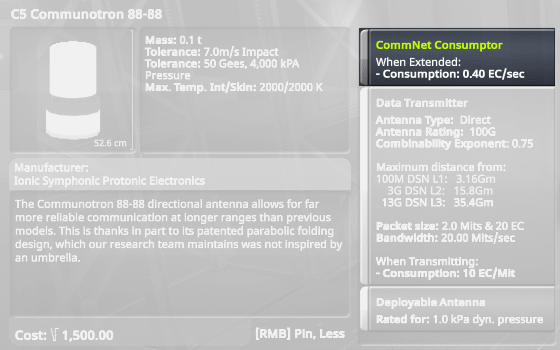 C5 Communotron 88-88
Mass: 0.1 t
Tolerance: 7.0m/s Impact
Tolerance: 50 Gees, 4,000 kPA
Pressure
Max. Temp. Int/Skin: 2000/2000 K
52.6 cm
Manufacturer:
Ionic Symphonic Protonic Electronics
The Communotron 88-88 directional antenna allows for far
more reliable communication at longer ranges than previous
models. This is thanks in part to its patented parabolic folding
design, which our research team maintains was not inspired by
an umbrella.
Cost: √ 1,500.00
[RMB] Pin, Less
CommNet Consumptor
When Extended:
- Consumption: 0.40 EC/sec
Data Transmitter
Antenna Type: Direct
Antenna Rating: 100G
Combinability Exponent: 0.75
Maximum distance from:
100M DSN L1: 3.16Gm
3G DSN L2: 15.8Gm
13G DSN L3: 35.4Gm
Packet size: 2.0 Mits & 20 EC
Bandwidth: 20.00 Mits/sec
When Transmitting:
- Consumption: 10 EC/Mit
Deployable Antenna
Rated for: 1.0 kPa dyn. pressure